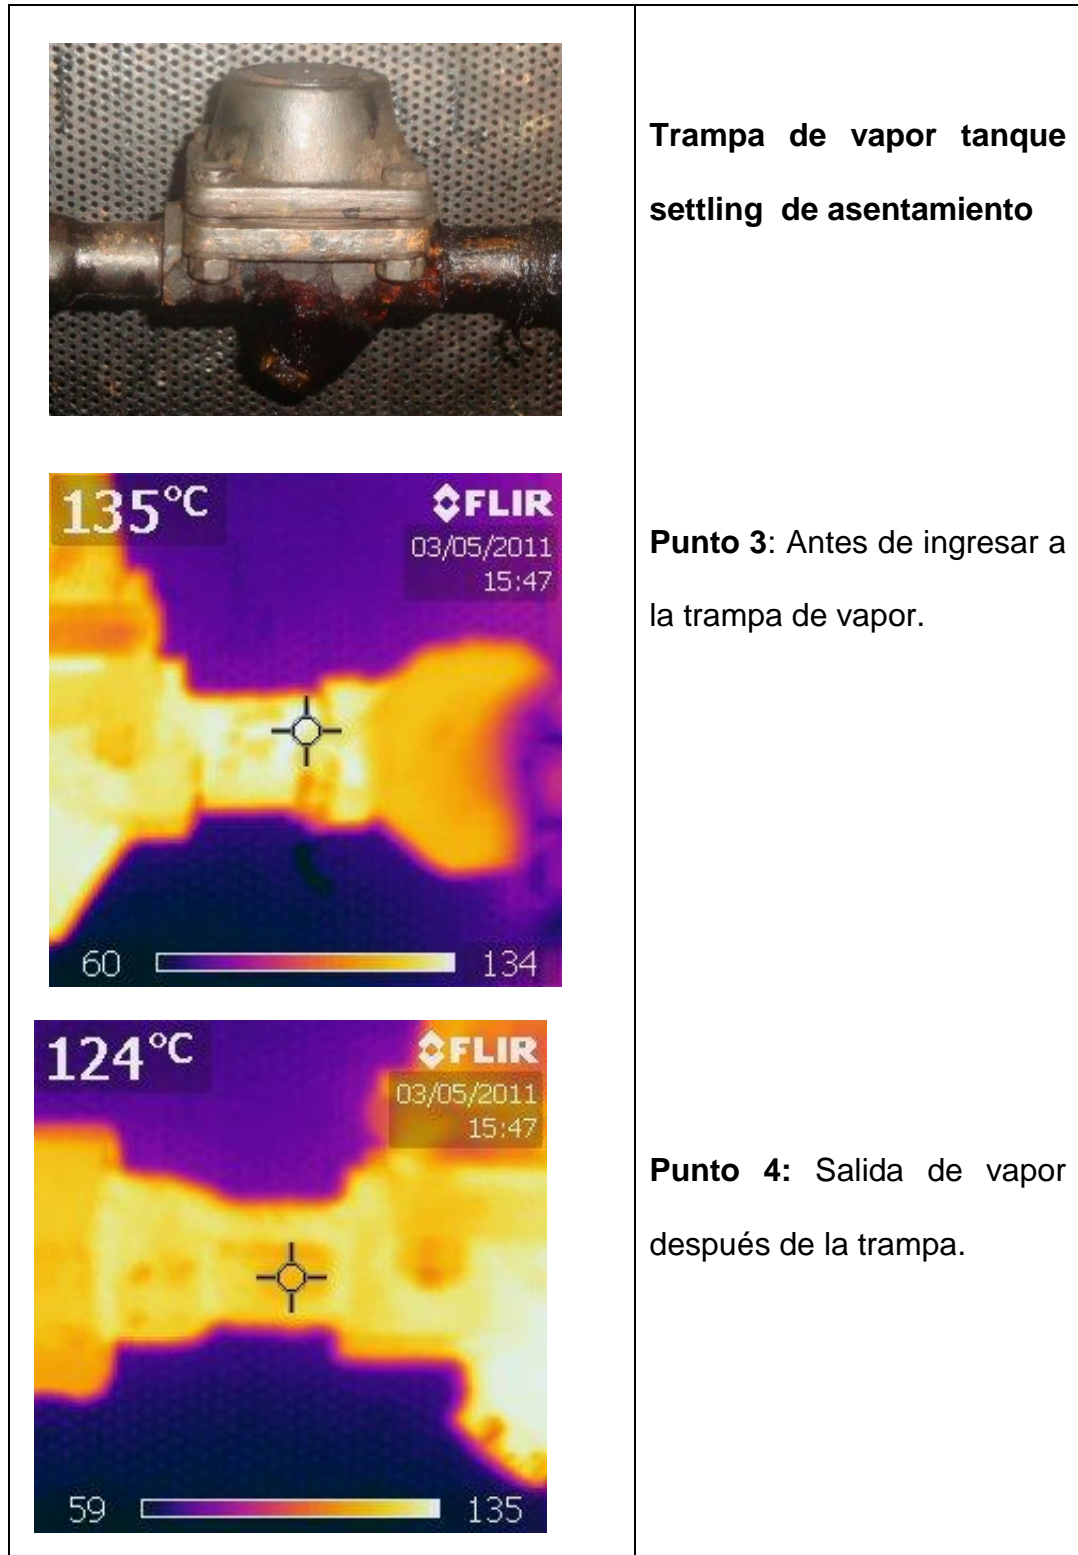 Trampa de vapor tanque
settling de asentamiento
135°C
FLIR
03/05/2011
15:47
60
134
Punto 3: Antes de ingresar a
la trampa de vapor.
124°C
FLIR
03/05/2011
15:47
59
135
Punto 4: Salida de vapor
después de la trampa.